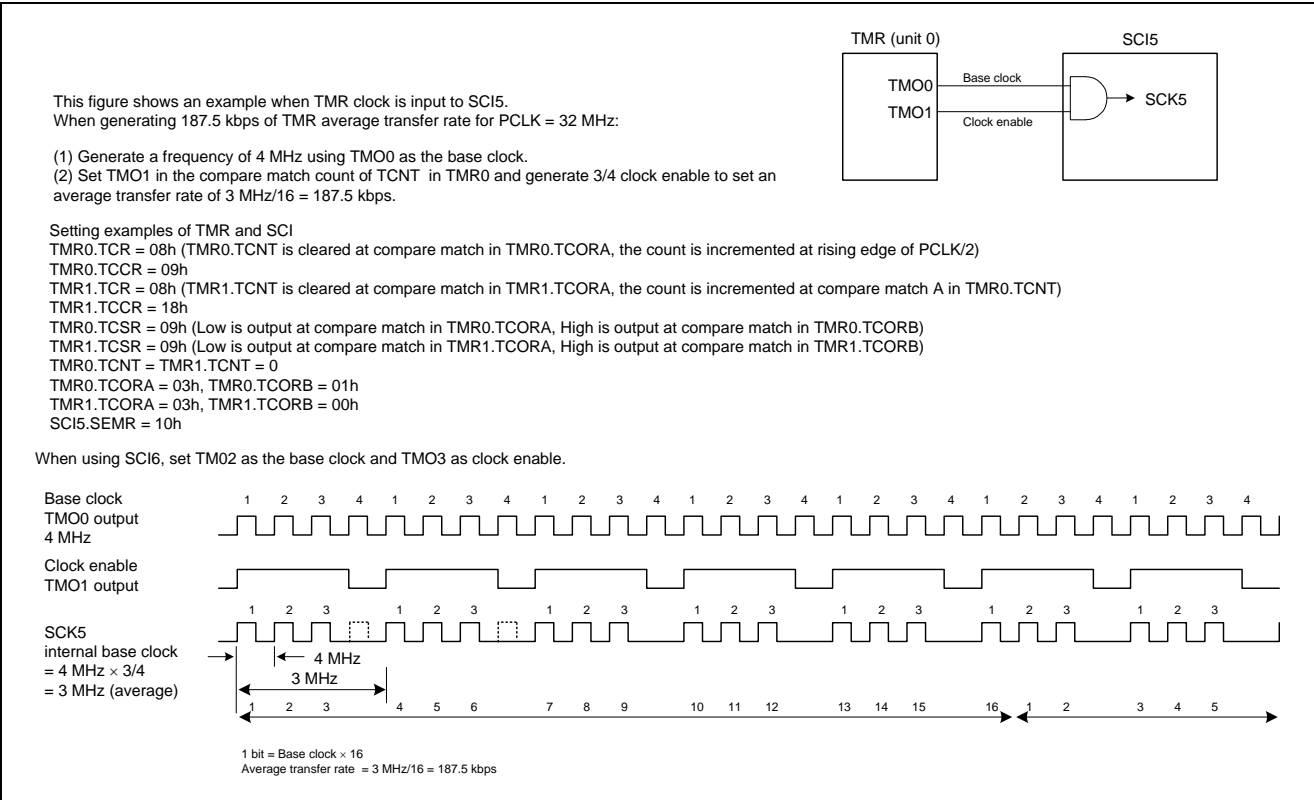 TMR (unit 0)
SCI5
TMO0
Base clock
SCK5
TMO1
Clock enable
This figure shows an example when TMR clock is input to SCI5.
When generating 187.5 kbps of TMR average transfer rate for PCLK = 32 MHz:
(1) Generate a frequency of 4 MHz using TMO0 as the base clock.
(2) Set TMO1 in the compare match count of TCNT in TMR0 and generate 3/4 clock enable to set an
average transfer rate of 3 MHz/16 = 187.5 kbps.
Setting examples of TMR and SCI
TMR0.TCR = 08h (TMR0.TCNT is cleared at compare match in TMR0.TCORA, the count is incremented at rising edge of PCLK/2)
TMR0.TCCR = 09h
TMR1.TCR = 08h (TMR1.TCNT is cleared at compare match in TMR1.TCORA, the count is incremented at compare match A in TMR0.TCNT)
TMR1.TCCR = 18h
TMR0.TCSR = 09h (Low is output at compare match in TMR0.TCORA, High is output at compare match in TMR0.TCORB)
TMR1.TCSR = 09h (Low is output at compare match in TMR1.TCORA, High is output at compare match in TMR1.TCORB)
TMR0.TCNT = TMR1.TCNT = 0
TMR0.TCORA = 03h, TMR0.TCORB = 01h
TMR1.TCORA = 03h, TMR1.TCORB = 00h
SCI5.SEMR = 10h
When using SCI6, set TM02 as the base clock and TMO3 as clock enable.
Base clock
TMO0 output
4 MHz
1 2 3 4 1 2 3 4 1 2 3 4 1 2 3 4 1 2 3 4 1 2 3 4 1 2 3 4
Clock enable
TMO1 output
1 2 3 1 2 3 1 2 3 1 2 3 1 2 3 1 2 3 1 2 3
SCK5
internal base clock
= 4 MHz × 3/4
= 3 MHz (average)
4 MHz
3 MHz
1 2 3 4 5 6 7 8 9 10 11 12 13 14 15 16 1 2 3 4 5
1 bit = Base clock × 16
Average transfer rate = 3 MHz/16 = 187.5 kbps